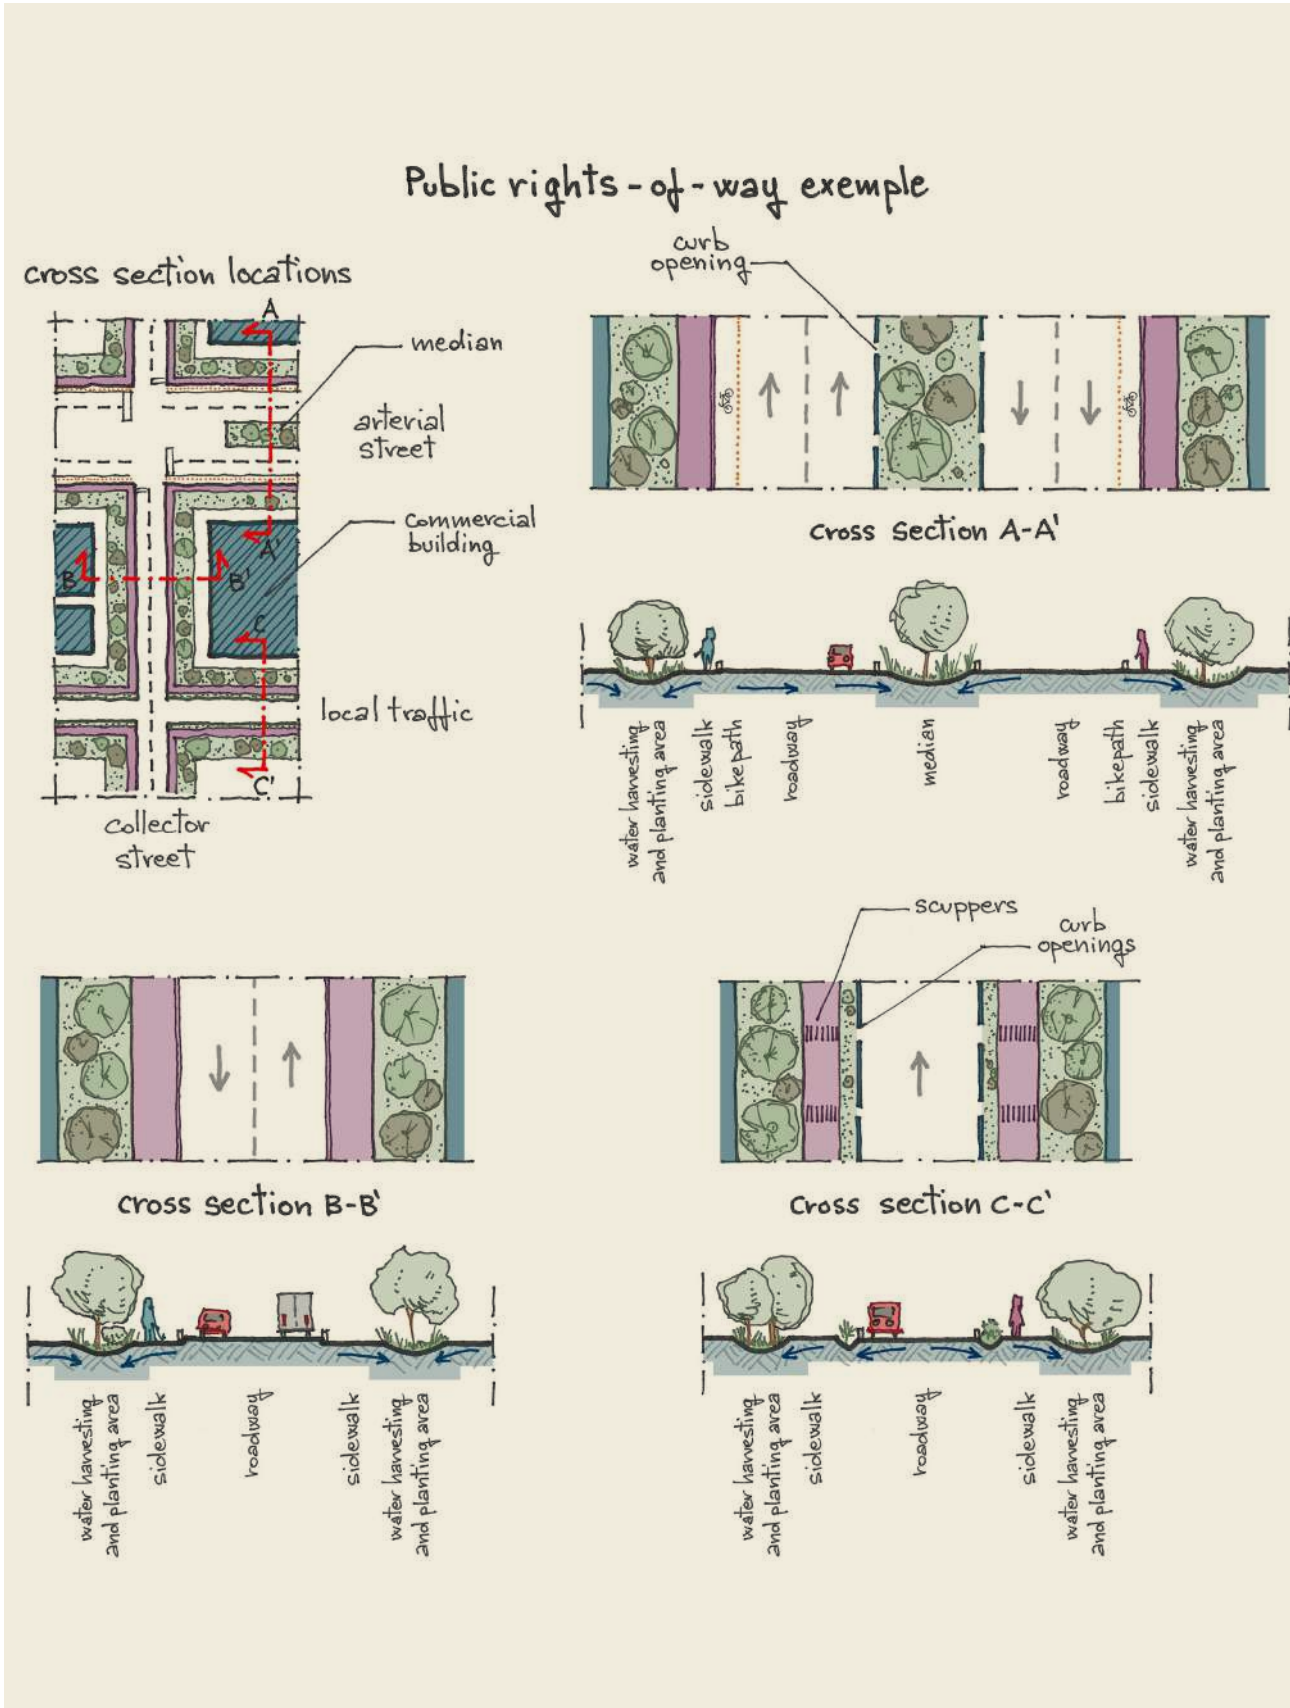 Public rights-of-way exemple
cross section locations
A
median
arterial
street
commercial
building
A'
B
B'
C
local traffic
C'
collector
street
curb
opening
cross section A-A'
water harvesting
and planting area
sidewalk
bikepath
roadway
median
roadway
bikepath
sidewalk
water harvesting
and planting area
cross section B-B'
water harvesting
and planting area
sidewalk
roadway
sidewalk
water harvesting
and planting area
scuppers
curb
openings
cross section C-C'
water harvesting
and planting area
sidewalk
roadway
sidewalk
water harvesting
and planting area